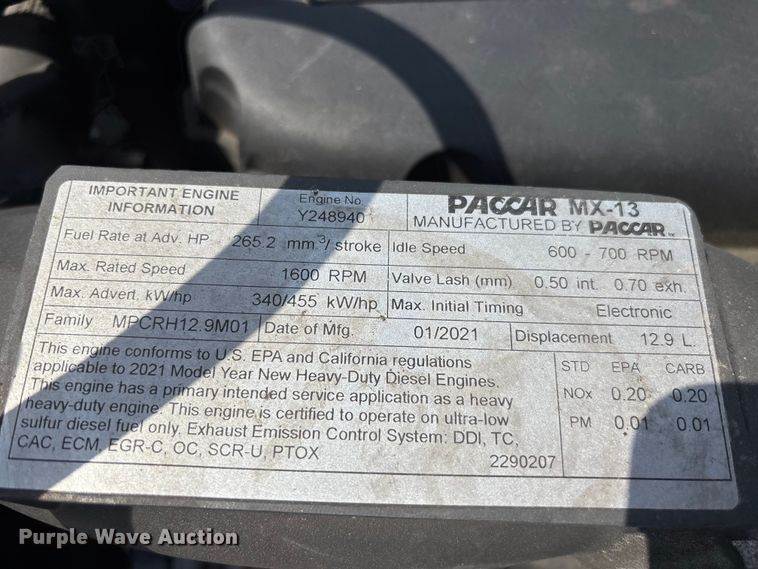 IMPORTANT ENGINE
INFORMATION
Engine No.
Y248940
PACCAR MX-13
MANUFACTURED BY PACCAR INC
Fuel Rate at Adv. HP 265.2 mm³/ stroke
Idle Speed 600 - 700 RPM
Max. Rated Speed 1600 RPM
Valve Lash (mm) 0.50 int. 0.70 exh.
Max. Advert. kW/hp 340/455 kW/hp
Max. Initial Timing Electronic
Family MPCRH12.9M01
Date of Mfg. 01/2021
Displacement 12.9 L.
This engine conforms to U.S. EPA and California regulations
applicable to 2021 Model Year New Heavy-Duty Diesel Engines.
This engine has a primary intended service application as a heavy
heavy-duty engine. This engine is certified to operate on ultra-low
sulfur diesel fuel only. Exhaust Emission Control System: DDI, TC,
CAC, ECM, EGR-C, OC, SCR-U, PTOX
2290207
STD EPA CARB
NOx 0.20 0.20
PM 0.01 0.01
Purple Wave Auction